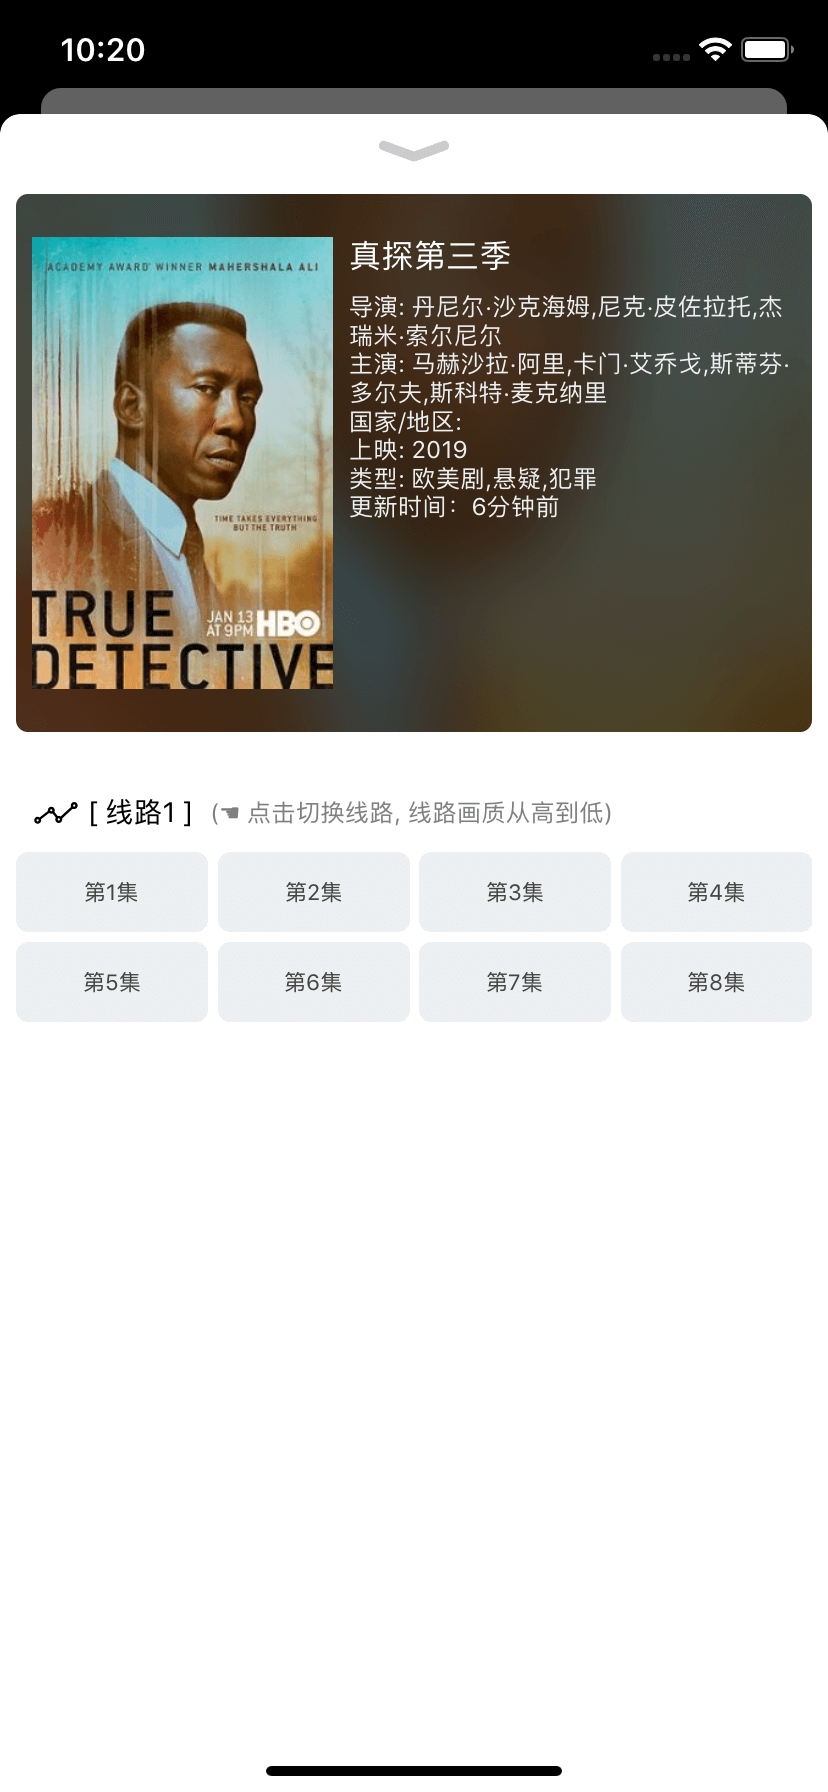 10:20
ACADEMY AWARD® WINNER MAHERSHALA ALI
TIME TAKES EVERYTHING
BUT THE TRUTH
JAN 13
AT 9PM HBO
TRUE
DETECTIVE
真探第三季
导演: 丹尼尔·沙克海姆,尼克·皮佐拉托,杰
瑞米·索尔尼尔
主演: 马赫沙拉·阿里,卡门·艾乔戈,斯蒂芬·
多尔夫,斯科特·麦克纳里
国家/地区:
上映: 2019
类型: 欧美剧,悬疑,犯罪
更新时间：6分钟前
[ 线路1 ] (☚ 点击切换线路, 线路画质从高到低)
第1集 第2集 第3集 第4集
第5集 第6集 第7集 第8集